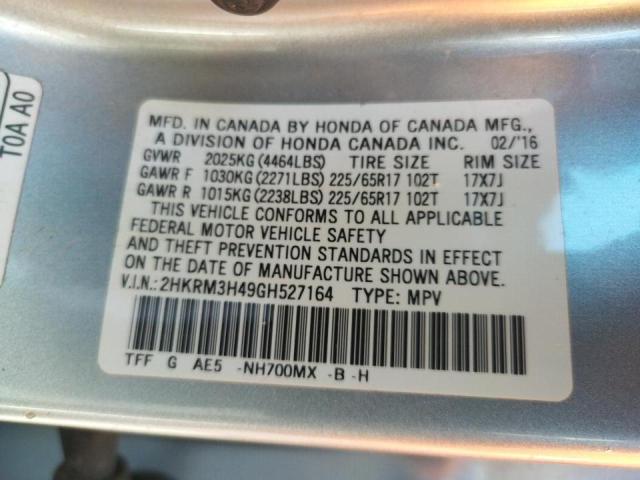 MFD. IN CANADA BY HONDA OF CANADA MFG.,
A DIVISION OF HONDA CANADA INC. 02/'16
GVWR 2025KG(4464LBS) TIRE SIZE RIM SIZE
GAWR F 1030KG(2271LBS) 225/65R17 102T 17X7J
GAWR R 1015KG(2238LBS) 225/65R17 102T 17X7J
THIS VEHICLE CONFORMS TO ALL APPLICABLE
FEDERAL MOTOR VEHICLE SAFETY
AND THEFT PREVENTION STANDARDS IN EFFECT
ON THE DATE OF MANUFACTURE SHOWN ABOVE.
V.I.N.: 2HKRM3H49GH527164 TYPE: MPV
TFF G AE5 -NH700MX -B -H
TOA A0